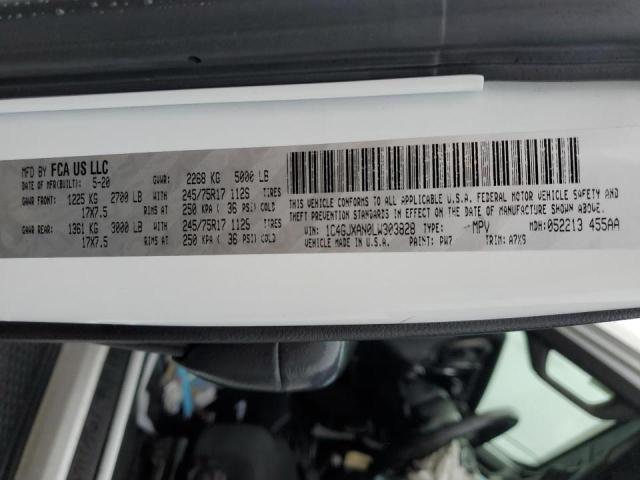 MFD BY FCA US LLC
DATE OF MFR(BUILT): 5-20 GVWR: 2268 KG 5000 LB
GAWR FRONT: 1225 KG 2700 LB WITH 245/75R17 112S TIRES
17X7.5 RIMS AT 250 KPA ( 36 PSI) COLD
GAWR REAR: 1361 KG 3000 LB WITH 245/75R17 112S TIRES
17X7.5 RIMS AT 250 KPA ( 36 PSI) COLD
THIS VEHICLE CONFORMS TO ALL APPLICABLE U.S.A. FEDERAL MOTOR VEHICLE SAFETY AND
THEFT PREVENTION STANDARDS IN EFFECT ON THE DATE OF MANUFACTURE SHOWN ABOVE.
VIN: 1C4GJXAN0LW303828 TYPE: MPV MDH: 052213 455AA
PAINT: PW7 TRIM: A7X9